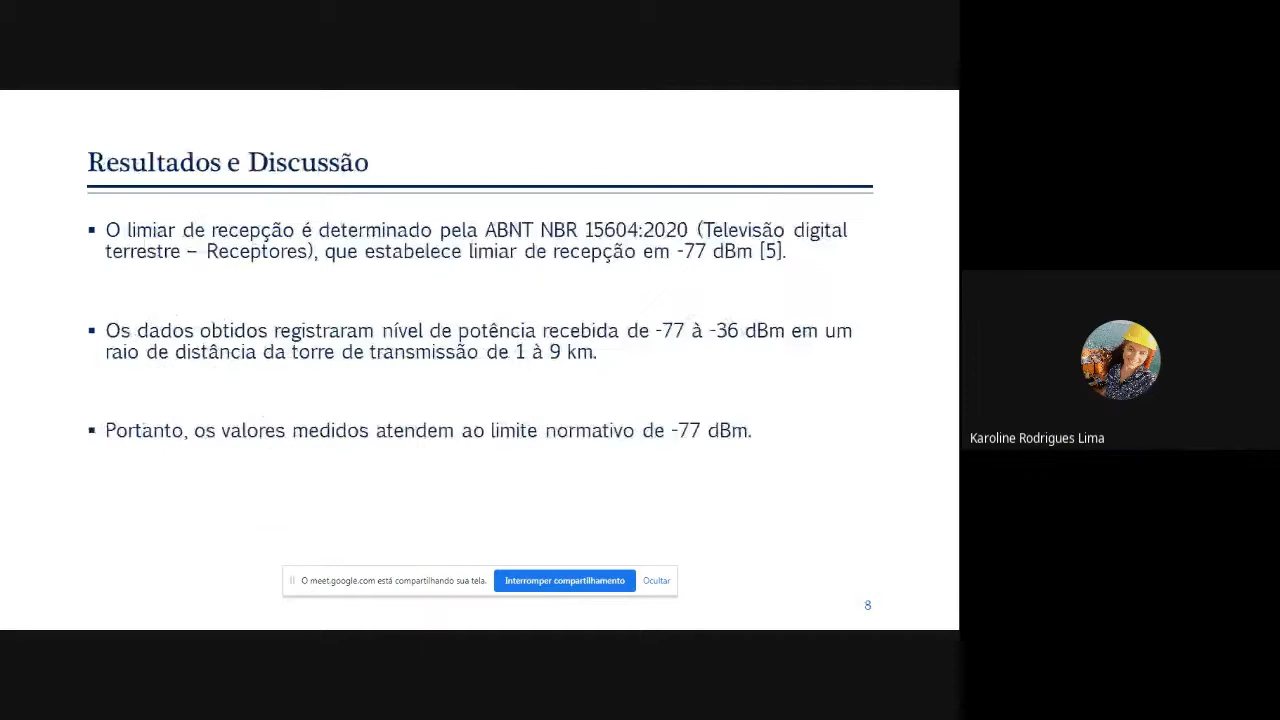 Resultados e Discussão
▪ O limiar de recepção é determinado pela ABNT NBR 15604:2020 (Televisão digital
terrestre – Receptores), que estabelece limiar de recepção em -77 dBm [5].
▪ Os dados obtidos registraram nível de potência recebida de -77 à -36 dBm em um
raio de distância da torre de transmissão de 1 à 9 km.
▪ Portanto, os valores medidos atendem ao limite normativo de -77 dBm.
O meet.google.com está compartilhando sua tela. Interromper compartilhamento Ocultar
8
Karoline Rodrigues Lima